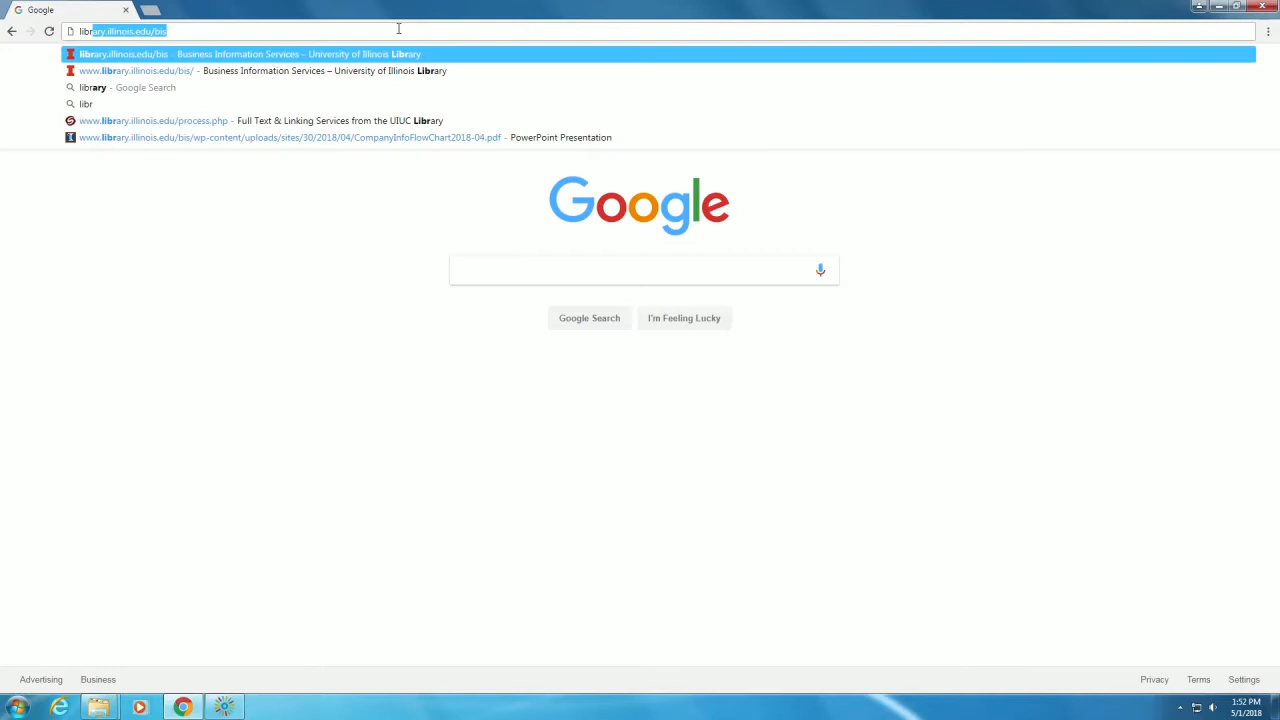 Google
library.illinois.edu/bis
library.illinois.edu/bis - Business Information Services – University of Illinois Library
www.library.illinois.edu/bis/ - Business Information Services – University of Illinois Library
library - Google Search
libr
www.library.illinois.edu/process.php - Full Text & Linking Services from the UIUC Library
www.library.illinois.edu/bis/wp-content/uploads/sites/30/2018/04/CompanyInfoFlowChart2018-04.pdf - PowerPoint Presentation
Google
Google Search I'm Feeling Lucky
Advertising Business Privacy Terms Settings
1:52 PM
5/1/2018